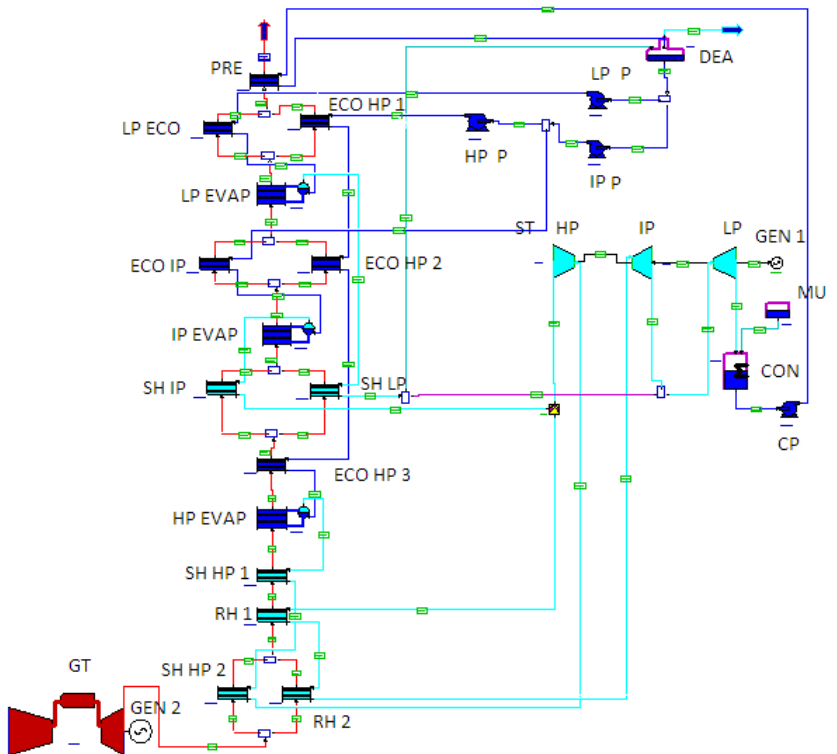 DEA
PRE
LP P
ECO HP 1
LP ECO
HP P
IP P
LP EVAP
ST HP IP LP
GEN 1
ECO IP
ECO HP 2
MU
IP EVAP
CON
SH IP
SH LP
CP
ECO HP 3
HP EVAP
SH HP 1
RH 1
GT
SH HP 2
GEN 2
RH 2